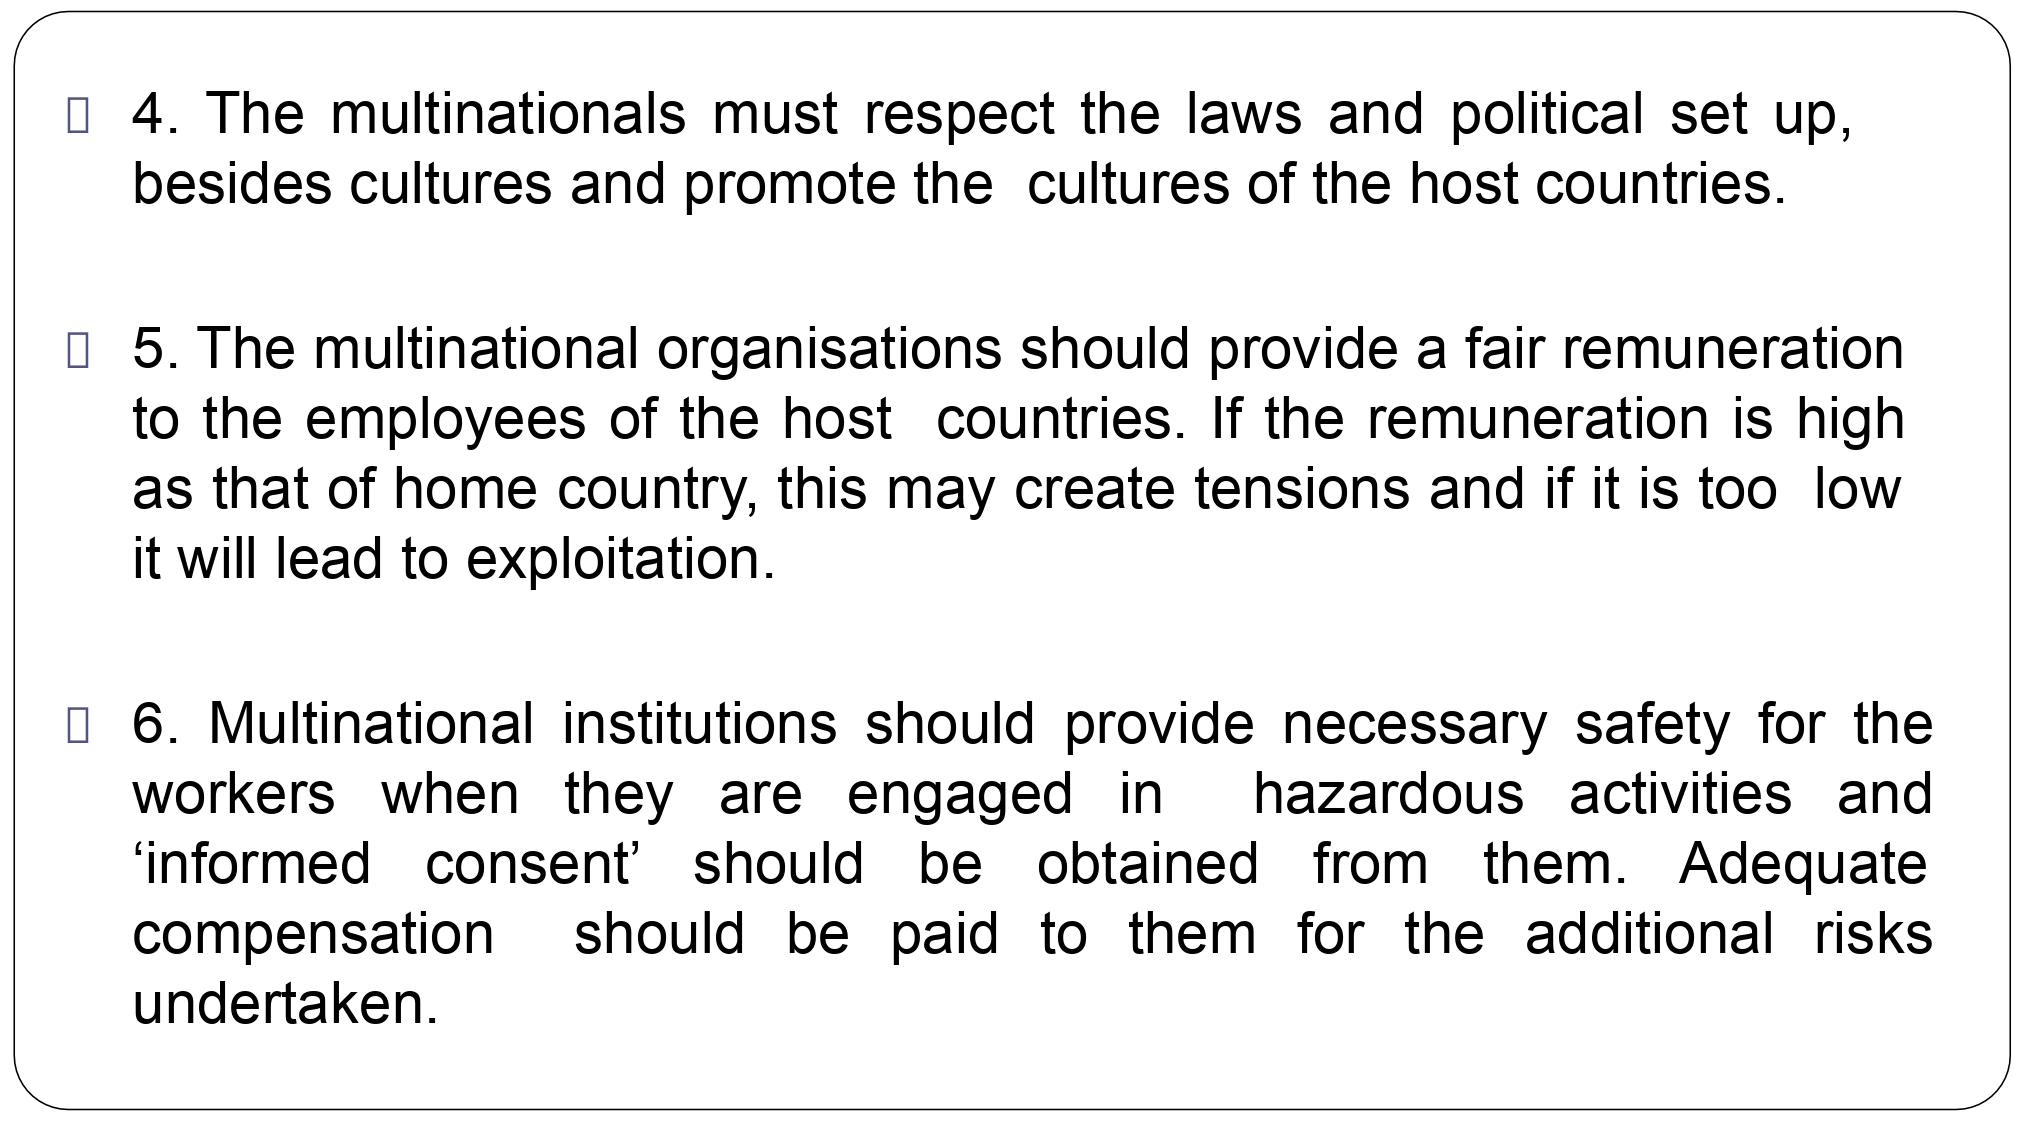 4. The multinationals must respect the laws and political set up,
besides cultures and promote the cultures of the host countries.
5. The multinational organisations should provide a fair remuneration
to the employees of the host countries. If the remuneration is high
as that of home country, this may create tensions and if it is too low
it will lead to exploitation.
6. Multinational institutions should provide necessary safety for the
workers when they are engaged in hazardous activities and
‘informed consent’ should be obtained from them. Adequate
compensation should be paid to them for the additional risks
undertaken.